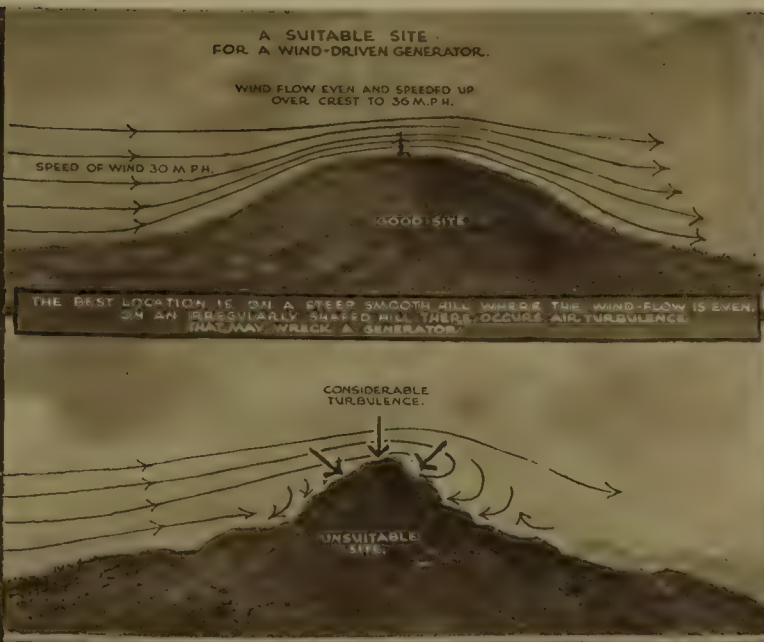 A SUITABLE SITE
FOR A WIND-DRIVEN GENERATOR.
WIND FLOW EVEN AND SPEEDED UP
OVER CREST TO 36 M.P.H.
SPEED OF WIND 30 M P H.
GOOD SITE
THE BEST LOCATION IS ON A STEEP SMOOTH HILL WHERE THE WIND-FLOW IS EVEN.
ON AN IRREGULARLY SHAPED HILL THERE OCCURS AIR TURBULENCE
THAT MAY WRECK A GENERATOR.
CONSIDERABLE
TURBULENCE.
UNSUITABLE
SITE.